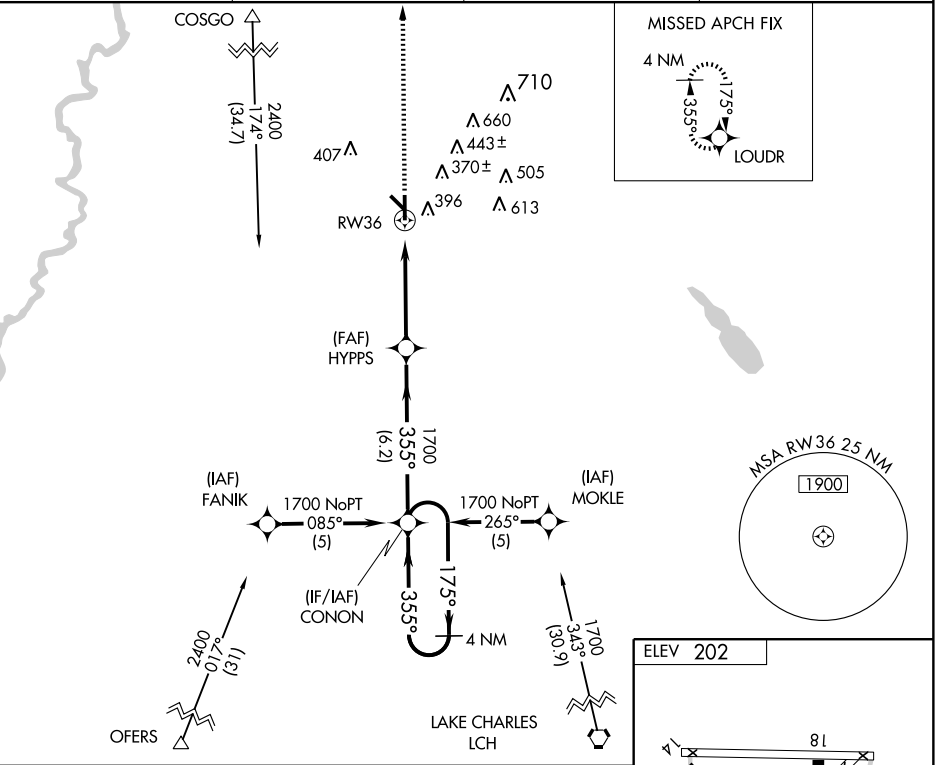 COSGO
2400
174°
(34.7)
MISSED APCH FIX
4 NM
355°
175°
LOUDR
710
660
443±
370±
505
407
396
613
RW36
(FAF)
HYPPS
1700
355°
(6.2)
(IAF)
FANIK
1700 NoPT
085°
(5)
(IAF)
MOKLE
1700 NoPT
265°
(5)
MSA RW36 25 NM
1900
(IF/IAF)
CONON
355°
175°
4 NM
2400
017°
(31)
OFERS
1700
343°
(30.9)
LAKE CHARLES
LCH
ELEV 202
14
18